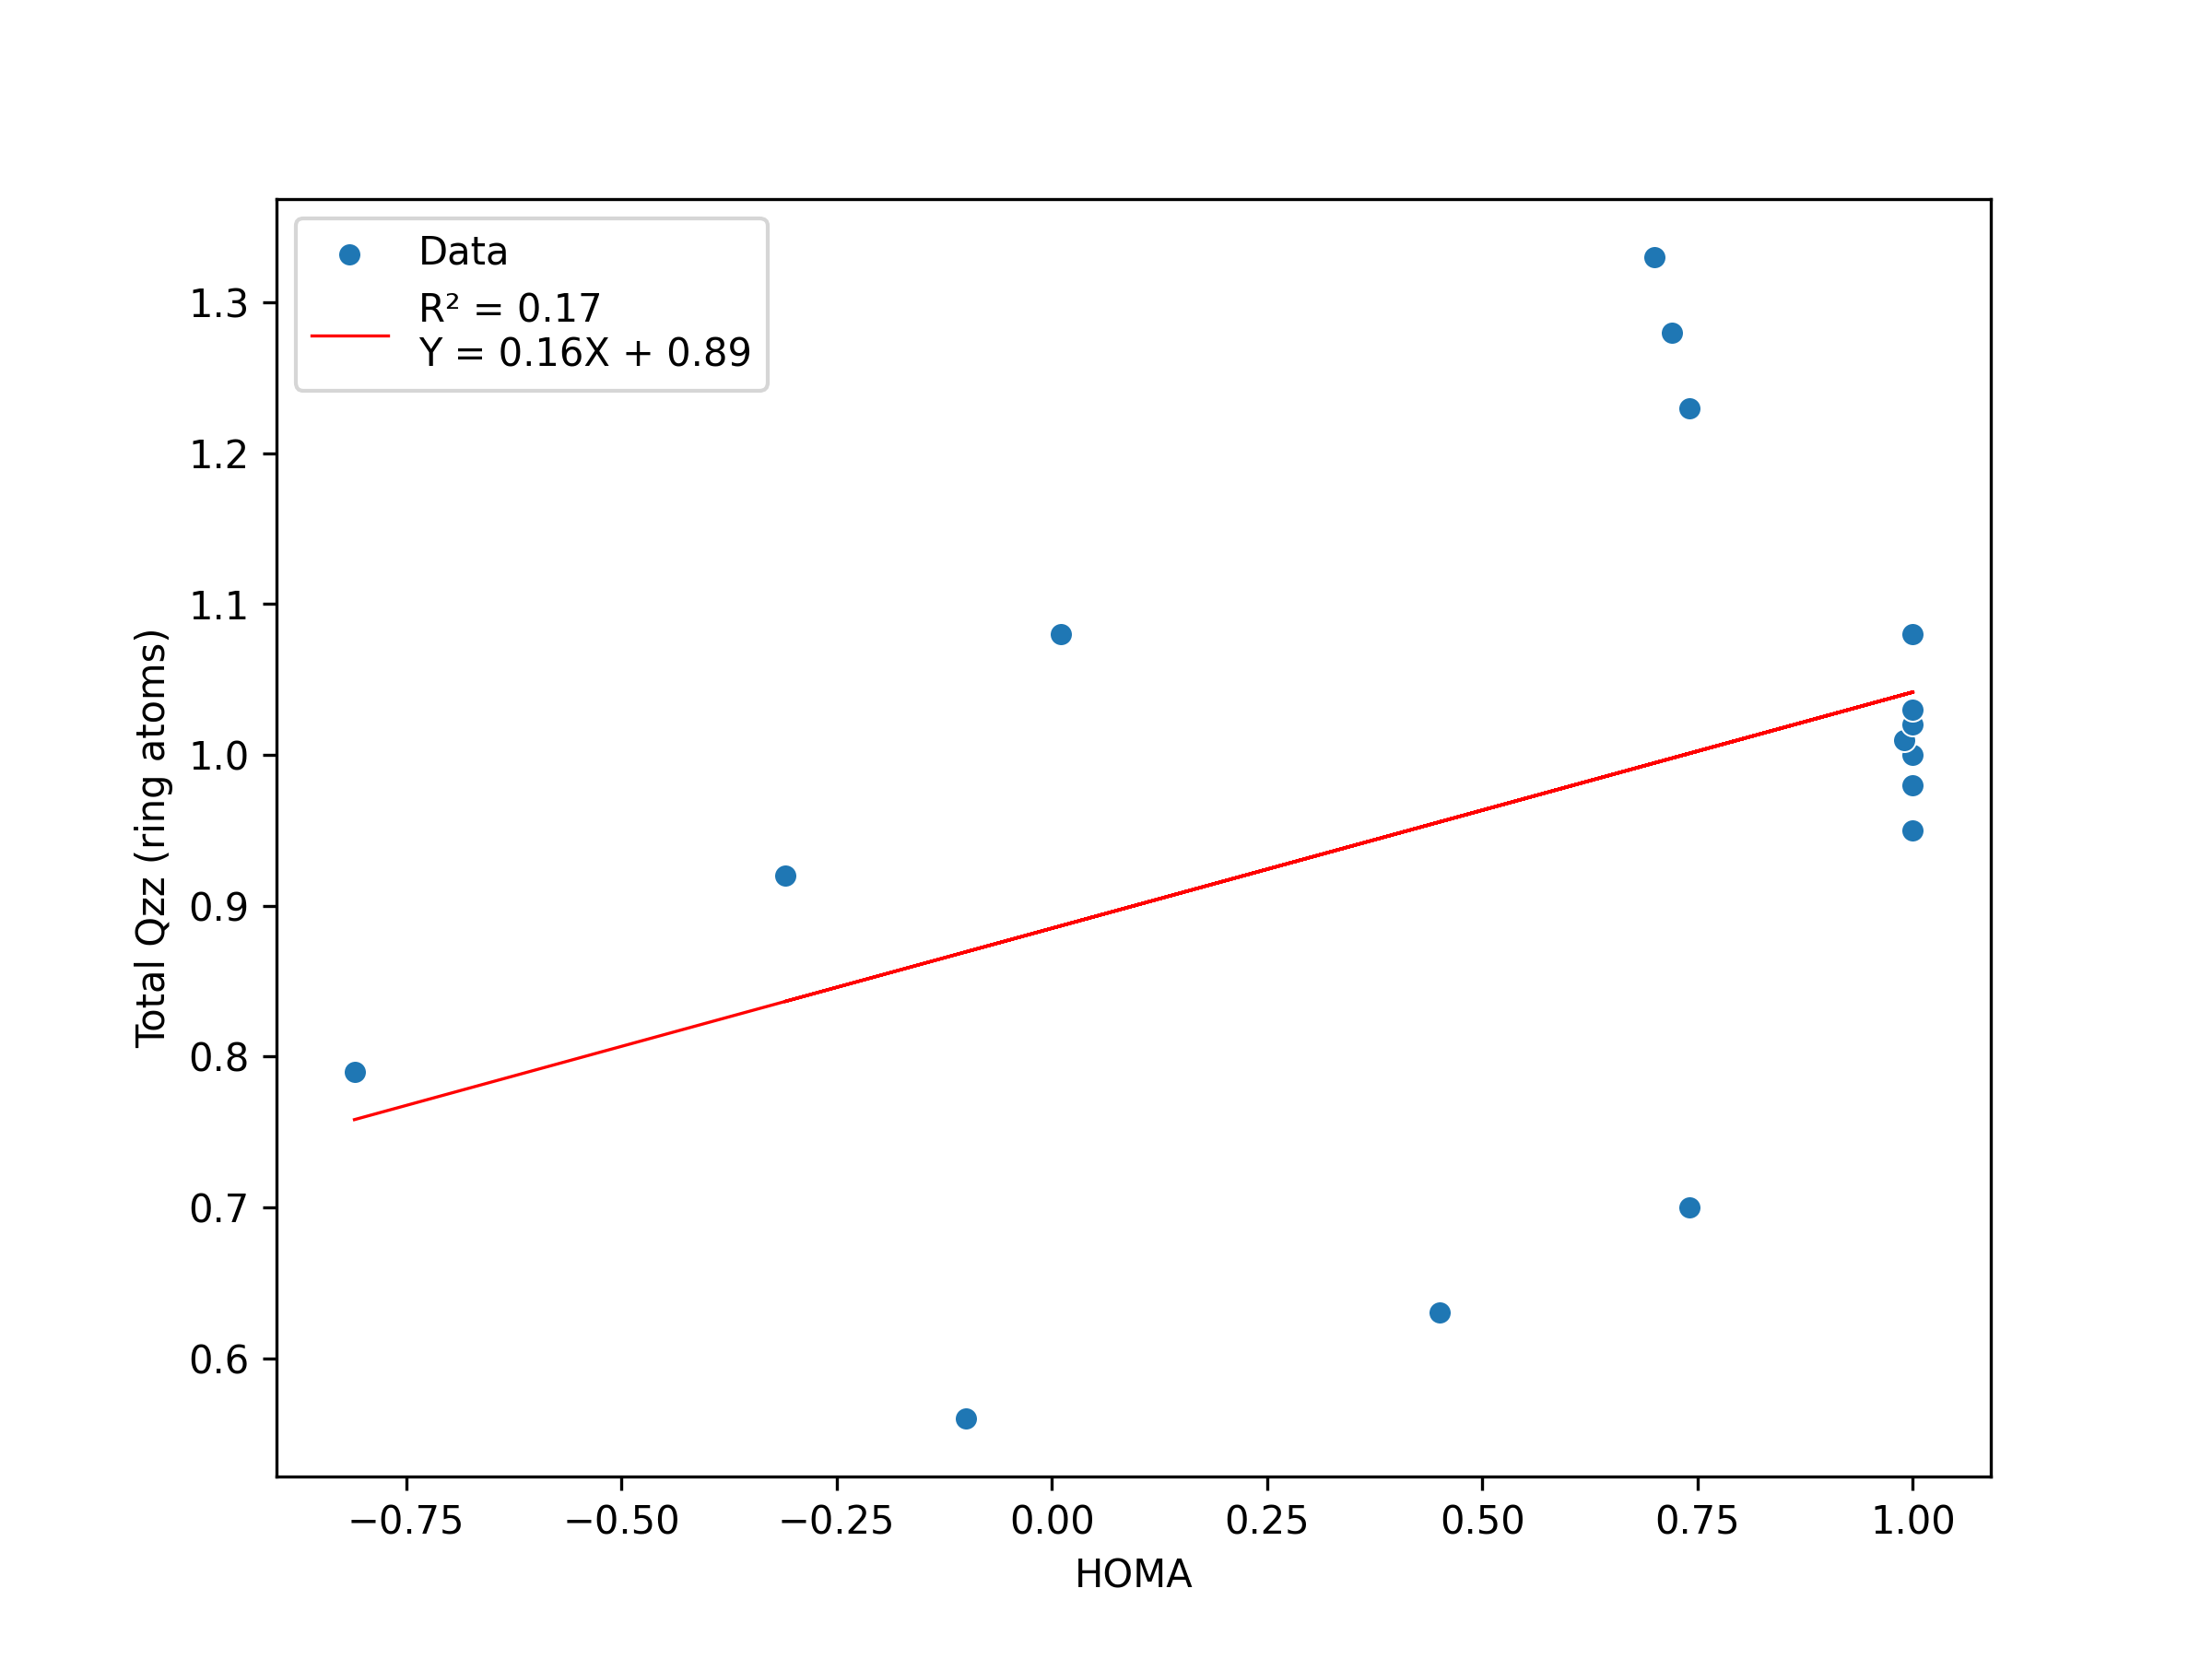 Data
R² = 0.17
Y = 0.16X + 0.89
1.3
1.2
1.1
1.0
0.9
0.8
0.7
0.6
Total Qzz (ring atoms)
−0.75 −0.50 −0.25 0.00 0.25 0.50 0.75 1.00
HOMA